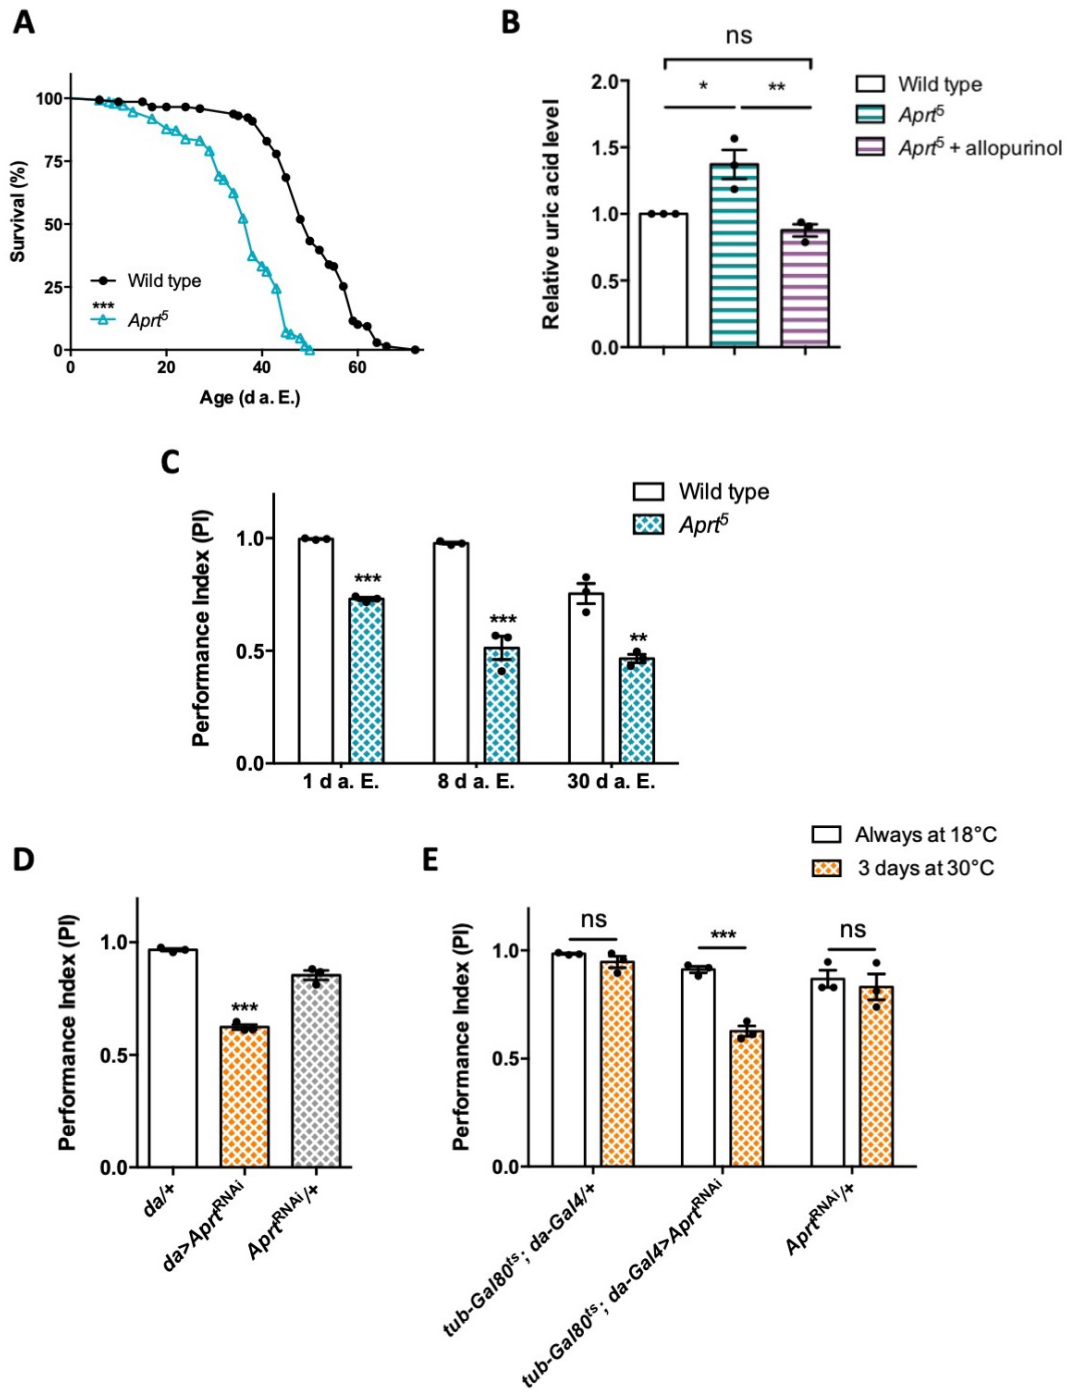 A
Survival (%)
100
75
50
25
0
Wild type
***
Aprt⁵
0 20 40 60
Age (d a. E.)
B
ns
* **
Relative uric acid level
2.0
1.5
1.0
0.5
0.0
Wild type
Aprt⁵
Aprt⁵ + allopurinol
C
Performance Index (PI)
1.0
0.5
0.0
Wild type
Aprt⁵
***
***
**
1 d a. E. 8 d a. E. 30 d a. E.
D
Performance Index (PI)
1.0
0.5
0.0
***
da/+
da>Aprtᴿᴺᴬⁱ
Aprtᴿᴺᴬⁱ/+
E
Always at 18°C
3 days at 30°C
Performance Index (PI)
1.0
0.5
0.0
ns *** ns
tub-Gal80ᵗˢ; da-Gal4/+
tub-Gal80ᵗˢ; da-Gal4>Aprtᴿᴺᴬⁱ
Aprtᴿᴺᴬⁱ/+